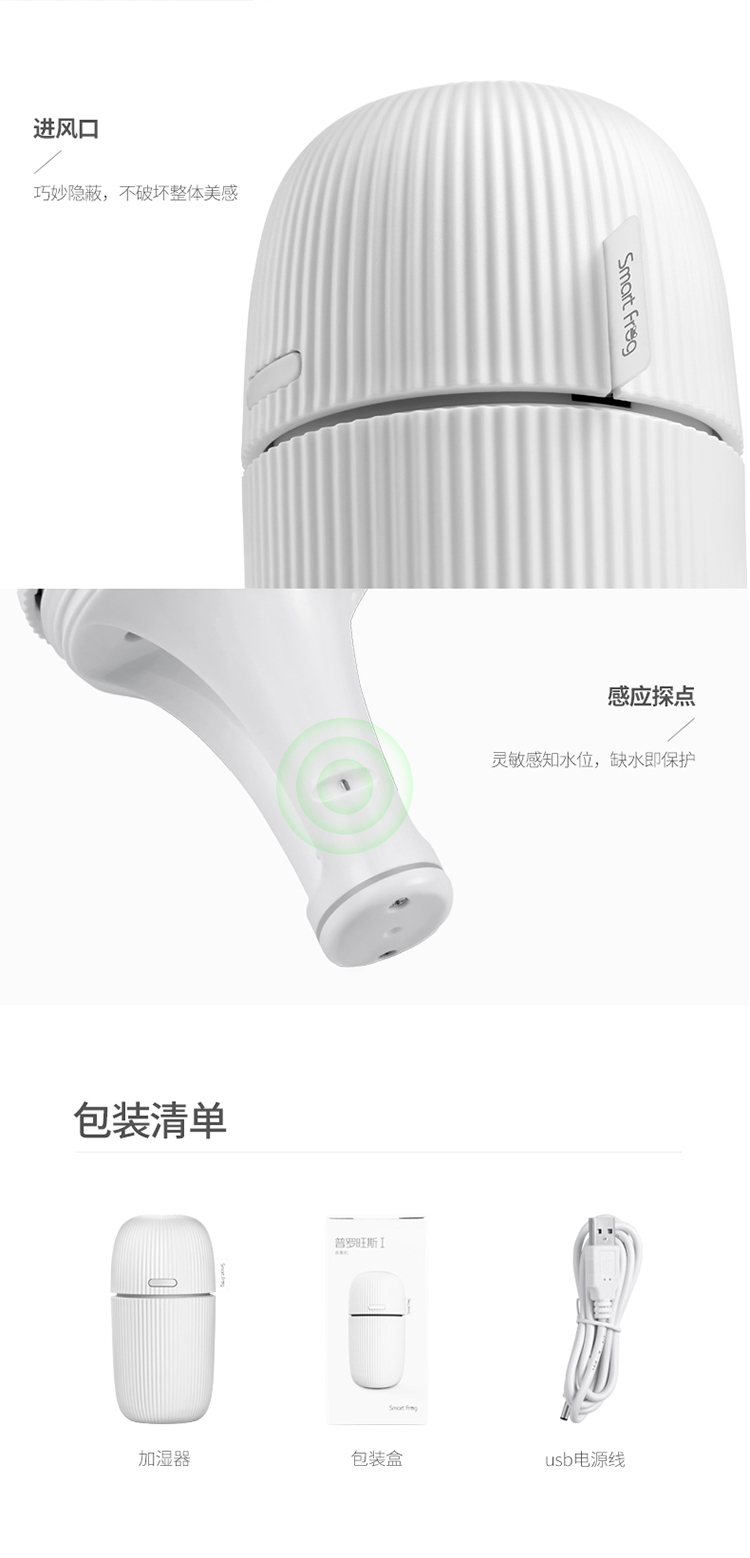 进风口
巧妙隐蔽，不破坏整体美感
Smart Frog
感应探点
灵敏感知水位，缺水即保护
包装清单
Smart Frog
普罗旺斯 I
Smart Frog
加湿器
包装盒
usb电源线